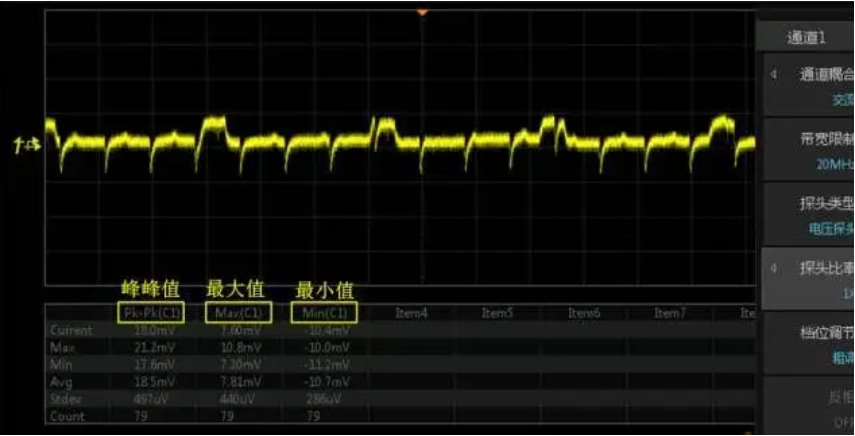 通道1
通道耦合
交流
带宽限制
20MHz
探头类型
电压探头
探头比率
1X
档位调节
粗调
反相
OFF
峰峰值 最大值 最小值
Pk-Pk(C1) Max(C1) Min(C1) Item4 Item5 Item6 Item7 Ite
Current 18.0mV 7.60mV -10.4mV
Max 21.2mV 10.8mV -10.0mV
Min 17.6mV 7.20mV -11.2mV
Avg 18.5mV 7.81mV -10.7mV
Stdev 497uV 440uV 286uV
Count 79 79 79